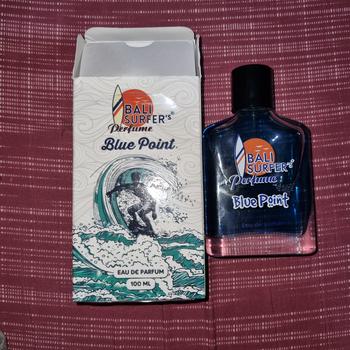 BALI
SURFER's
Perfume
Blue Point
EAU DE PARFUM
100 ML
BALI
SURFER's
Perfume
Blue Point